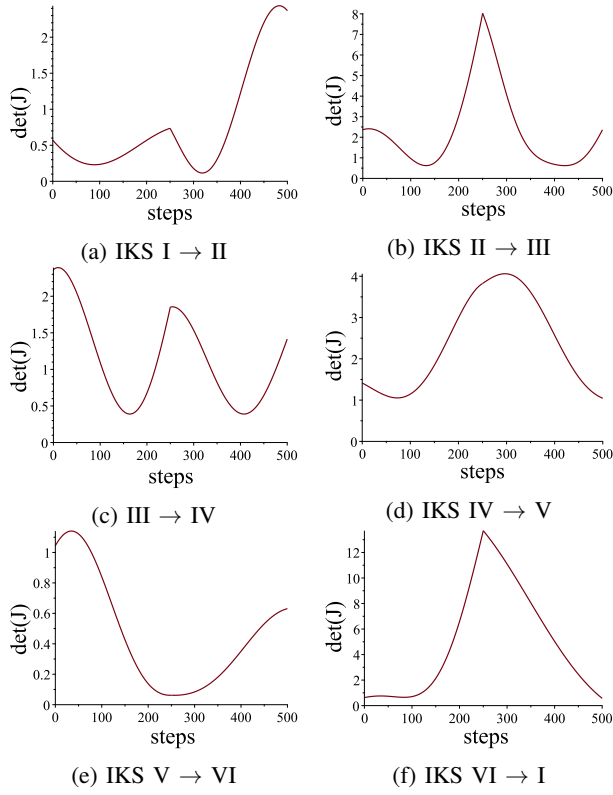 2
1.5
1
0.5
0
det(J)
0 100 200 300 400 500
steps
(a) IKS I → II
8
7
6
5
4
3
2
1
0
det(J)
0 100 200 300 400 500
steps
(b) IKS II → III
2
1.5
1
0.5
0
det(J)
0 100 200 300 400 500
steps
(c) III → IV
4
3
2
1
0
det(J)
0 100 200 300 400 500
steps
(d) IKS IV → V
1
0.8
0.6
0.4
0.2
0
det(J)
0 100 200 300 400 500
steps
(e) IKS V → VI
12
10
8
6
4
2
0
det(J)
0 100 200 300 400 500
steps
(f) IKS VI → I